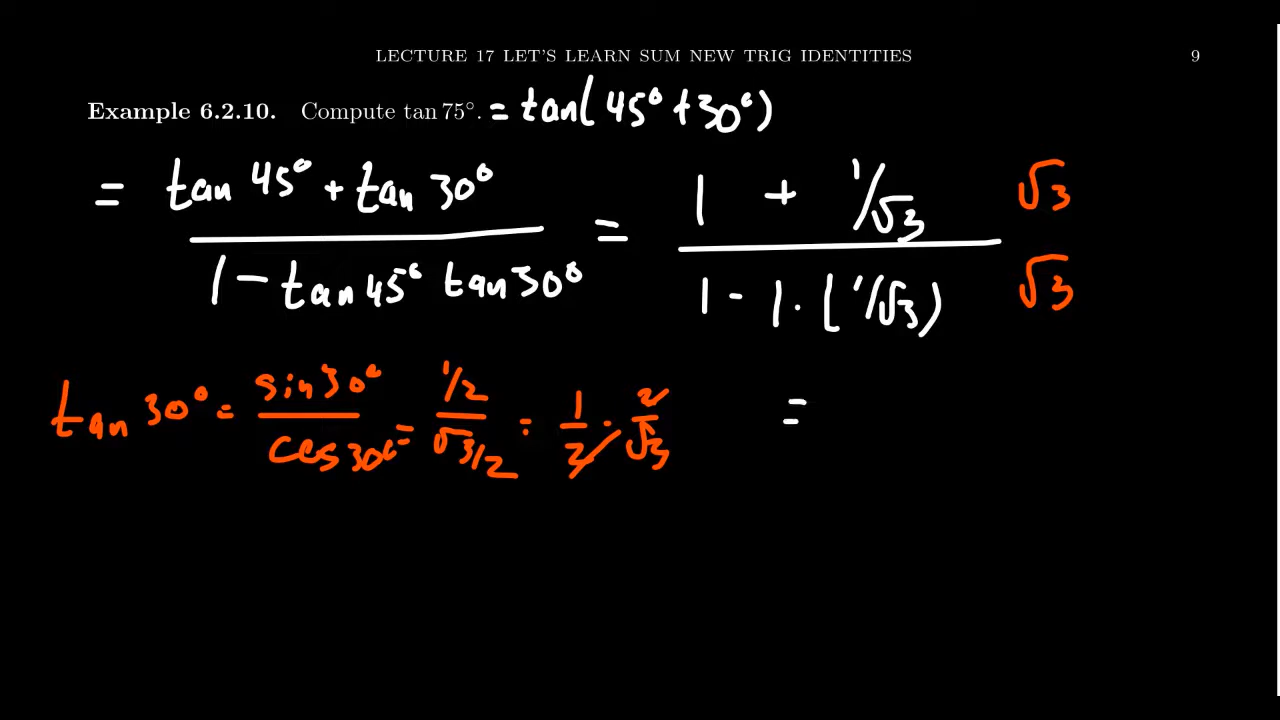 LECTURE 17 LET'S LEARN SUM NEW TRIG IDENTITIES 9
Example 6.2.10. Compute tan 75°. = tan(45° + 30°)
= (tan 45° + tan 30°) / (1 - tan 45° tan 30°) = (1 + 1/√3) / (1 - 1 · (1/√3)) √3 / √3
tan 30° = sin 30° / cos 30° = (1/2) / (√3/2) = 1/2 · 2/√3
=